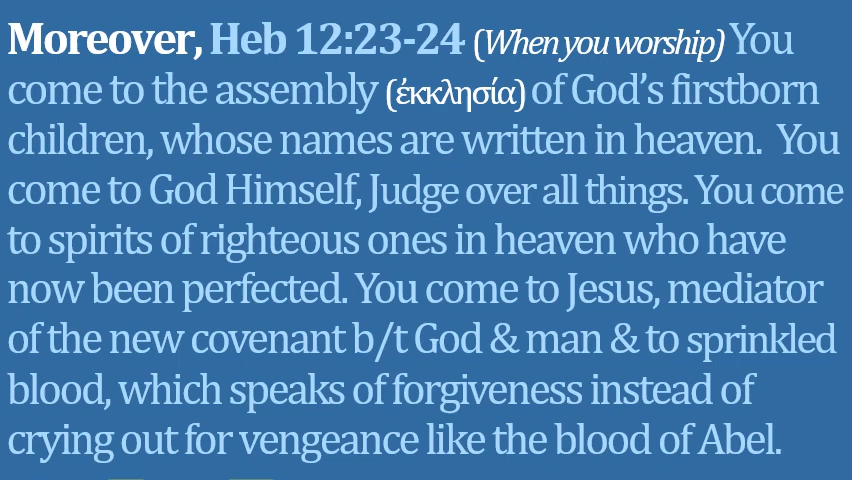 Moreover, Heb 12:23-24 (When you worship) You
come to the assembly (ἐκκλησία) of God’s firstborn
children, whose names are written in heaven.  You
come to God Himself, Judge over all things. You come
to spirits of righteous ones in heaven who have
now been perfected. You come to Jesus, mediator
of the new covenant b/t God & man & to sprinkled
blood, which speaks of forgiveness instead of
crying out for vengeance like the blood of Abel.